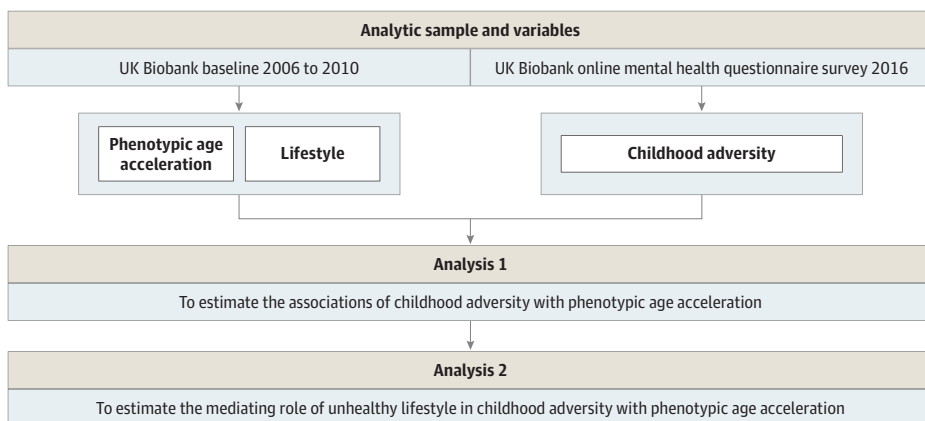 Analytic sample and variables
UK Biobank baseline 2006 to 2010
UK Biobank online mental health questionnaire survey 2016
Phenotypic age
acceleration
Lifestyle
Childhood adversity
Analysis 1
To estimate the associations of childhood adversity with phenotypic age acceleration
Analysis 2
To estimate the mediating role of unhealthy lifestyle in childhood adversity with phenotypic age acceleration